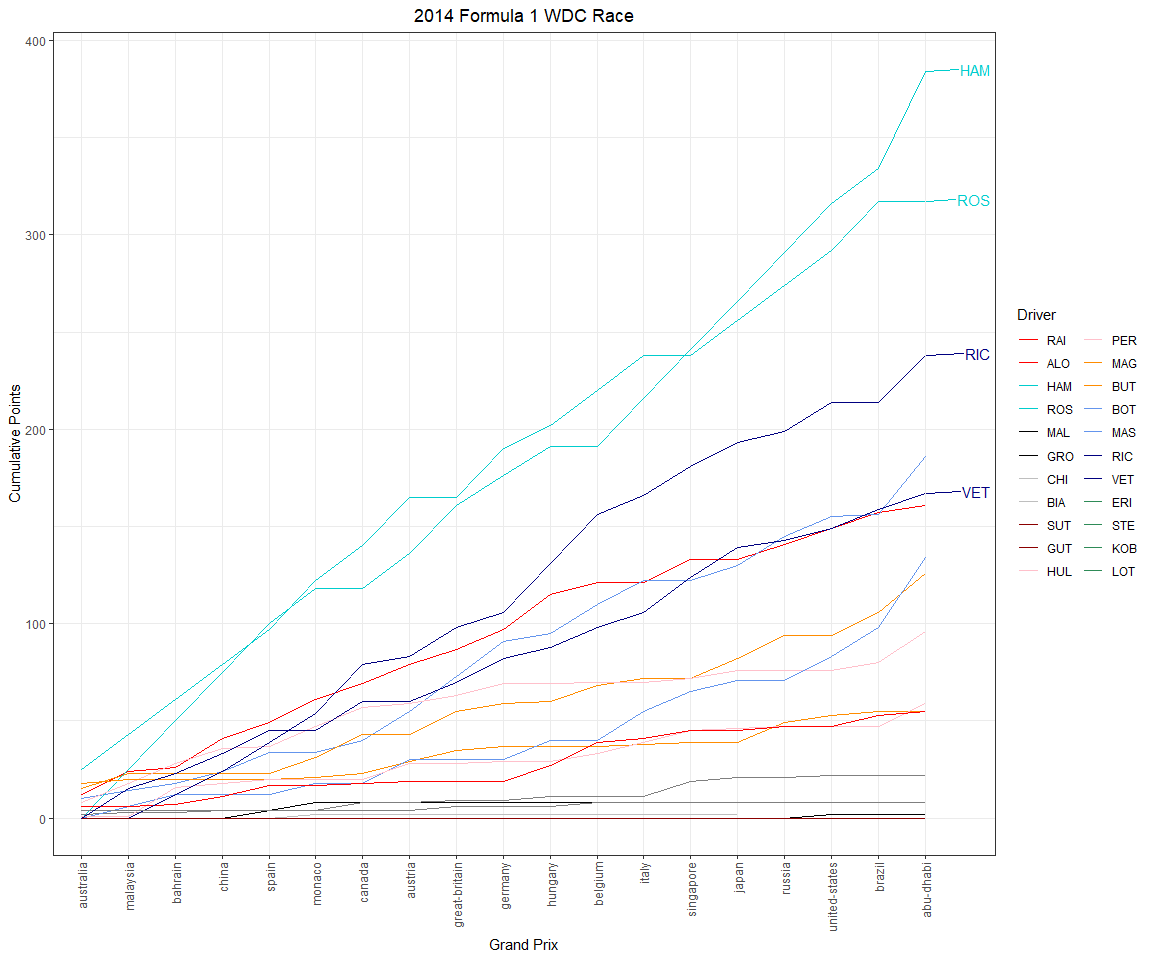 2014 Formula 1 WDC Race
Cumulative Points
400
300
200
100
0
HAM
ROS
RIC
VET
australia
malaysia
bahrain
china
spain
monaco
canada
austria
great-britain
germany
hungary
belgium
italy
singapore
japan
russia
united-states
brazil
abu-dhabi
Grand Prix
Driver
RAI PER
ALO MAG
HAM BUT
ROS BOT
MAL MAS
GRO RIC
CHI VET
BIA ERI
SUT STE
GUT KOB
HUL LOT